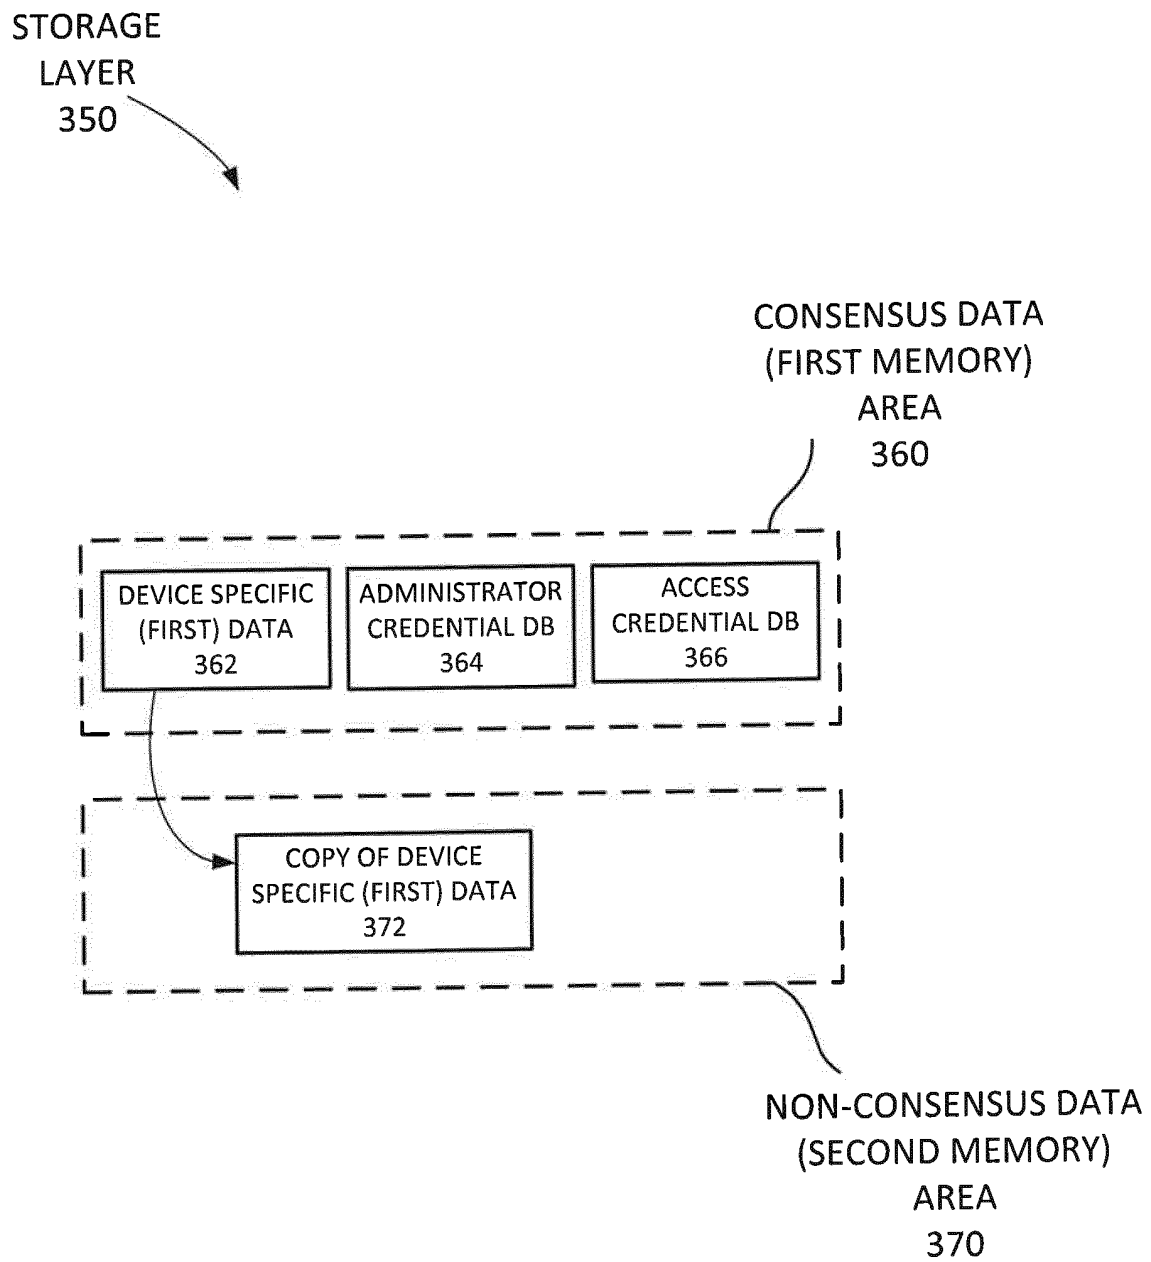 STORAGE
LAYER
350
CONSENSUS DATA
(FIRST MEMORY)
AREA
360
DEVICE SPECIFIC
(FIRST) DATA
362
ADMINISTRATOR
CREDENTIAL DB
364
ACCESS
CREDENTIAL DB
366
COPY OF DEVICE
SPECIFIC (FIRST) DATA
372
NON-CONSENSUS DATA
(SECOND MEMORY)
AREA
370